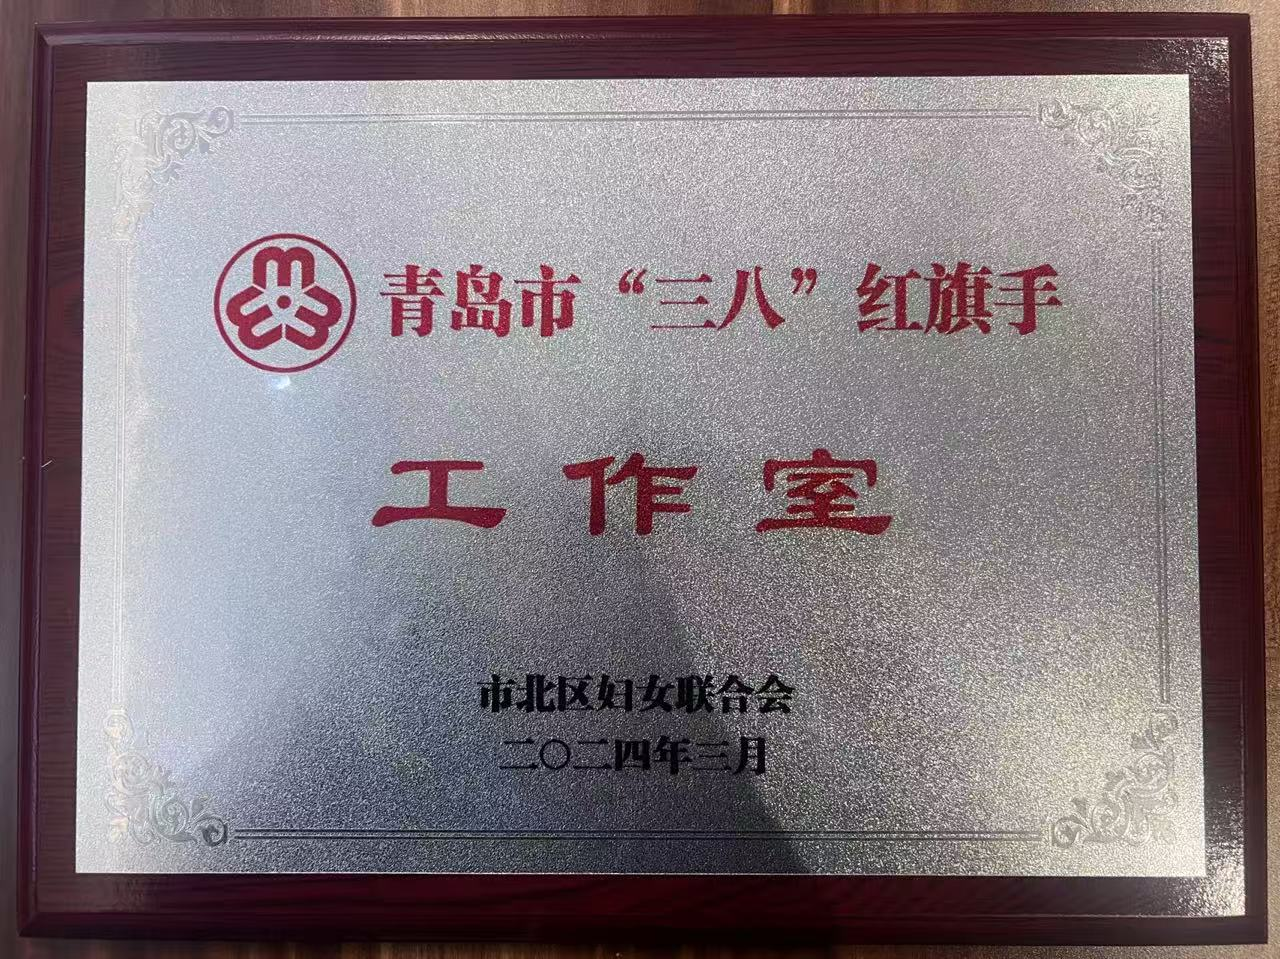 青岛市“三八”红旗手
工作室
市北区妇女联合会
二〇二四年三月